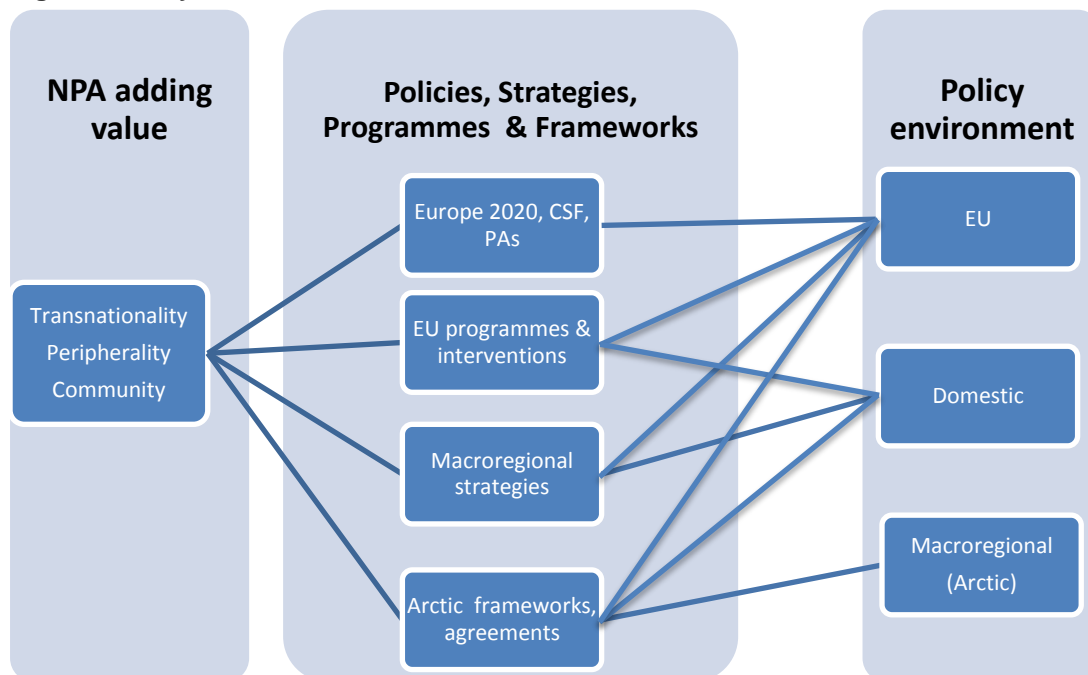 NPA adding
value
Policies, Strategies,
Programmes & Frameworks
Policy
environment
Transnationality
Peripherality
Community
Europe 2020, CSF,
PAs
EU programmes &
interventions
Macroregional
strategies
Arctic frameworks,
agreements
EU
Domestic
Macroregional
(Arctic)